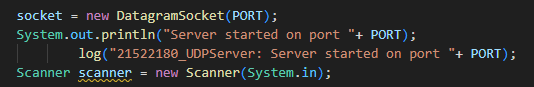 socket = new DatagramSocket(PORT);
System.out.println("Server started on port "+ PORT);
log("21522180_UDPServer: Server started on port "+ PORT);
Scanner scanner = new Scanner(System.in);